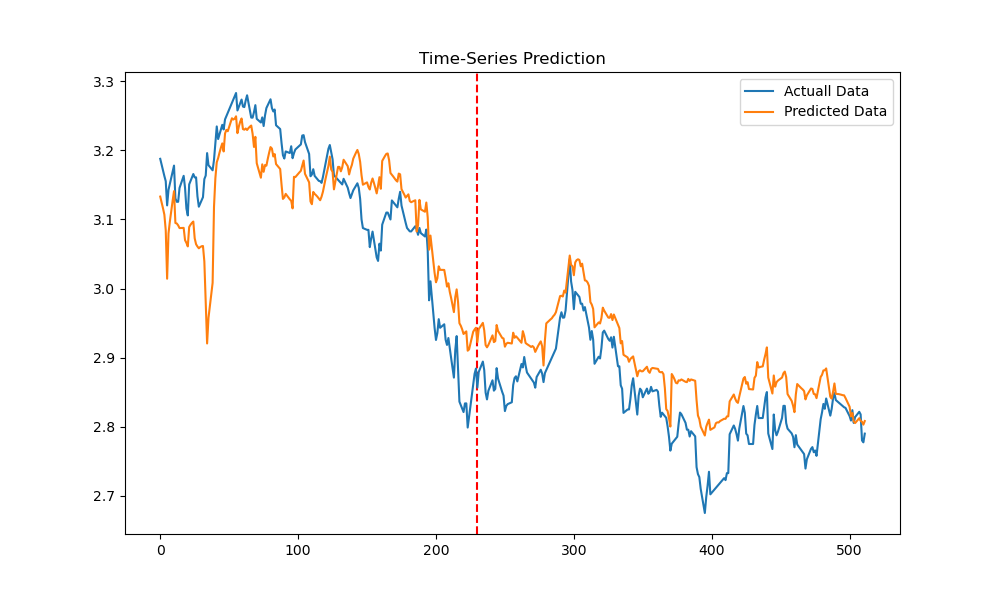 Time-Series Prediction
Actuall Data
Predicted Data
3.3
3.2
3.1
3.0
2.9
2.8
2.7
0 100 200 300 400 500